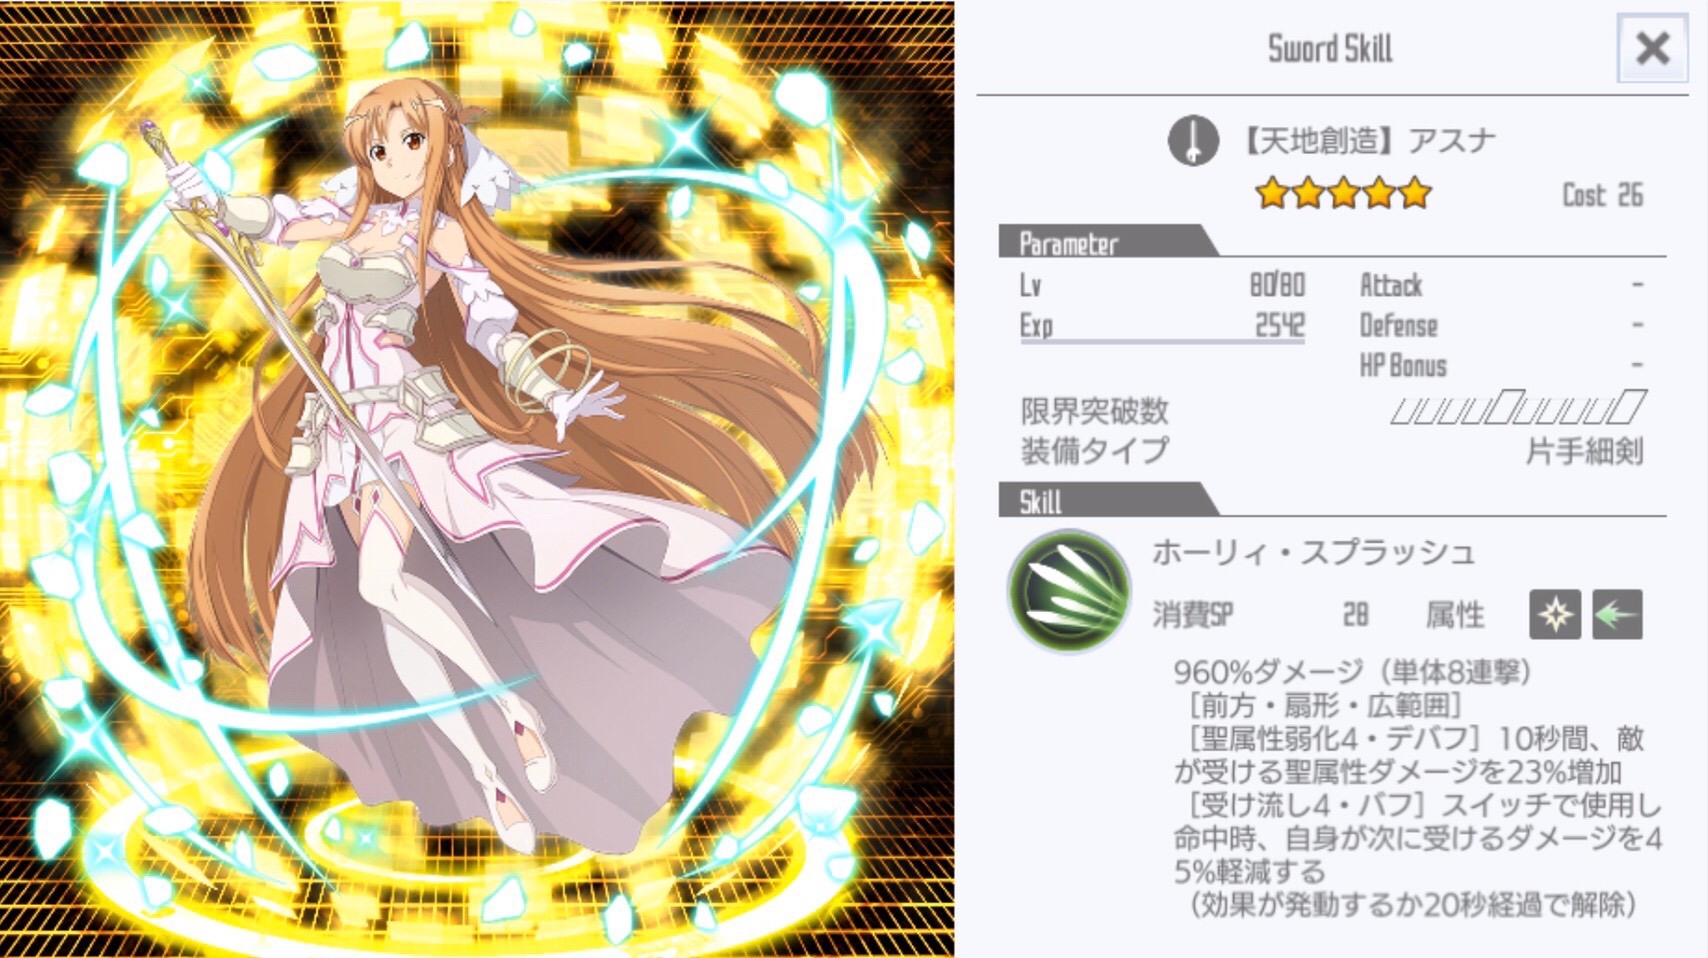 Sword Skill
【天地創造】アスナ
Cost 26
Parameter
Lv 80/80 Attack -
Exp 2542 Defense -
HP Bonus -
限界突破数
装備タイプ 片手細剣
Skill
ホーリィ・スプラッシュ
消費SP 28 属性
960%ダメージ（単体8連撃）
［前方・扇形・広範囲］
［聖属性弱化4・デバフ］10秒間、敵
が受ける聖属性ダメージを23%増加
［受け流し4・バフ］スイッチで使用し
命中時、自身が次に受けるダメージを4
5%軽減する
（効果が発動するか20秒経過で解除）